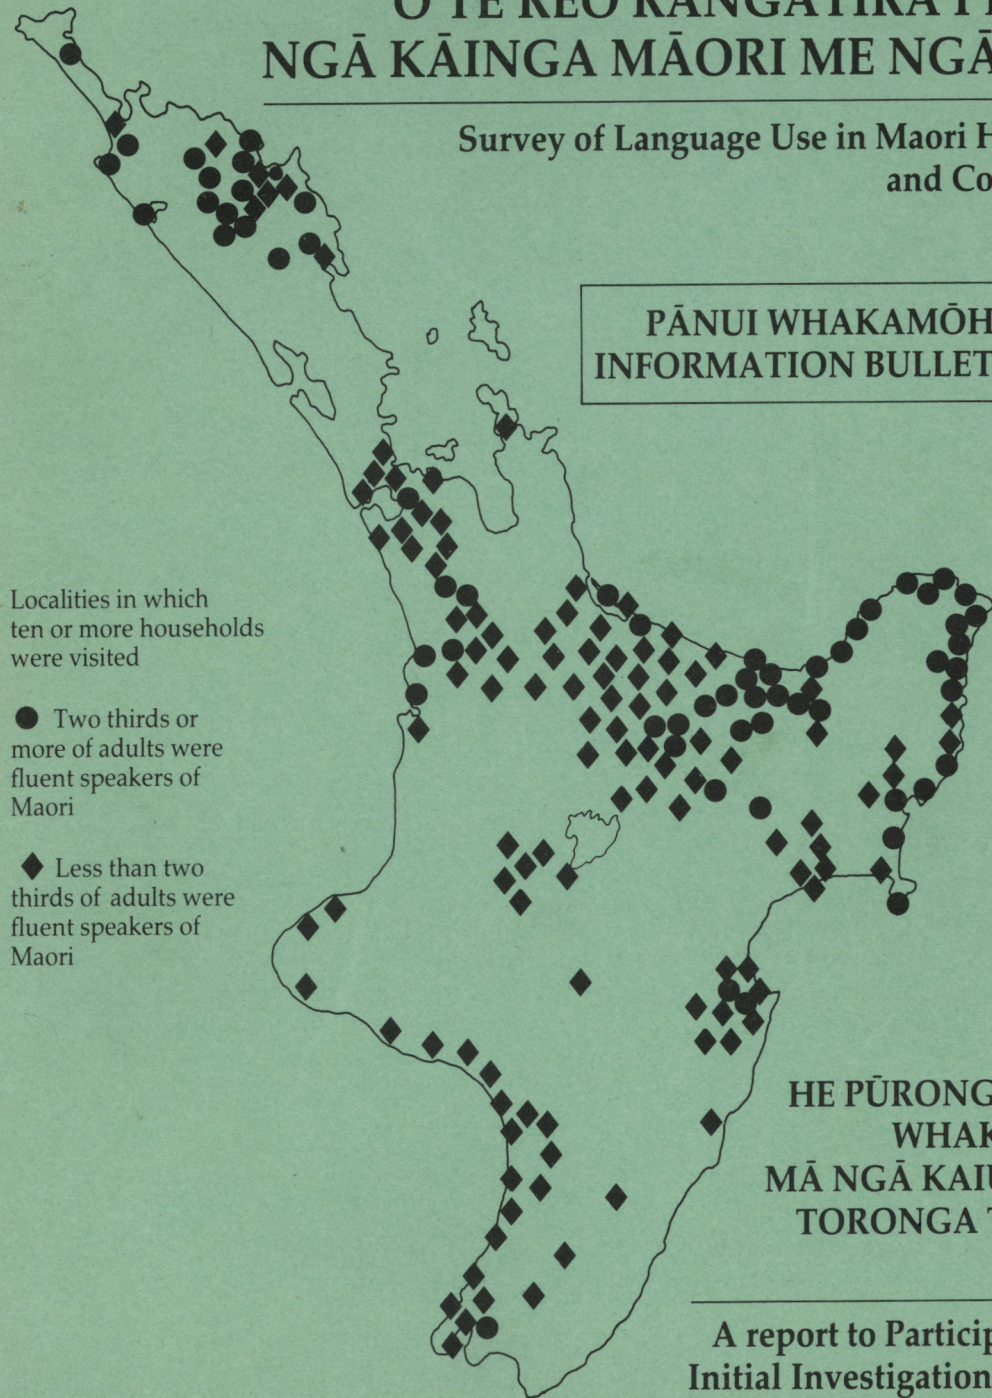 O TE REO RANGATIRA I
NGĀ KĀINGA MĀORI ME NGĀ
Survey of Language Use in Maori H
and Co
PĀNUI WHAKAMŌH
INFORMATION BULLET
Localities in which
ten or more households
were visited
Two thirds or
more of adults were
fluent speakers of
Maori
Less than two
thirds of adults were
fluent speakers of
Maori
HE PŪRONG
WHAK
MĀ NGĀ KAIU
TORONGA T
A report to Particip
Initial Investigation